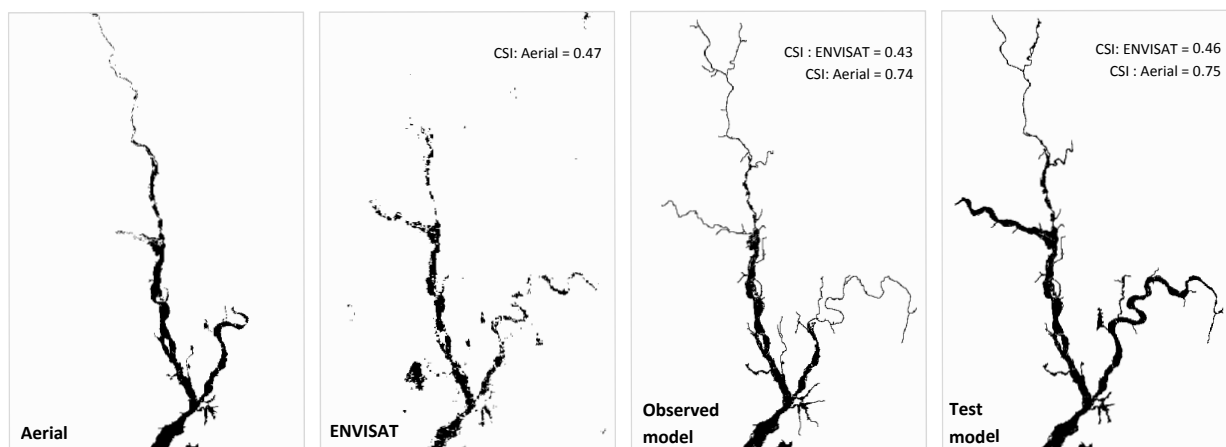 Aerial
CSI: Aerial = 0.47
ENVISAT
CSI : ENVISAT = 0.43
CSI: Aerial = 0.74
Observed
model
CSI: ENVISAT = 0.46
CSI : Aerial = 0.75
Test
model